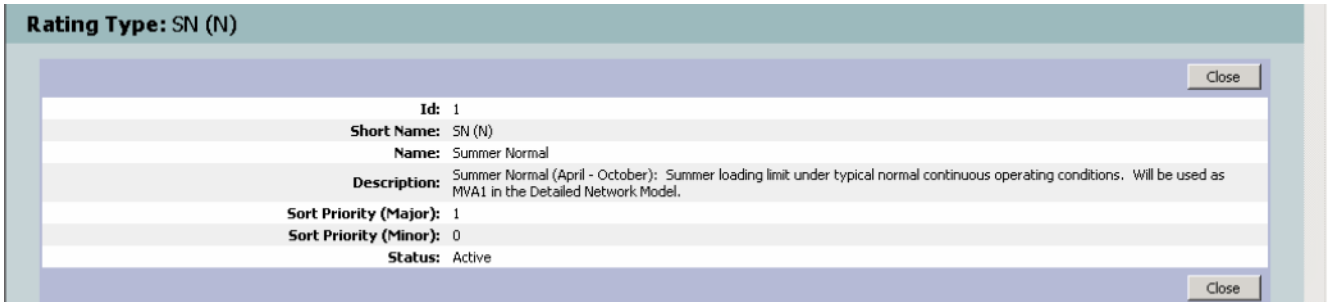 Rating Type: SN (N)
Close
Id: 1
Short Name: SN (N)
Name: Summer Normal
Description: Summer Normal (April - October): Summer loading limit under typical normal continuous operating conditions. Will be used as
MVA1 in the Detailed Network Model.
Sort Priority (Major): 1
Sort Priority (Minor): 0
Status: Active
Close